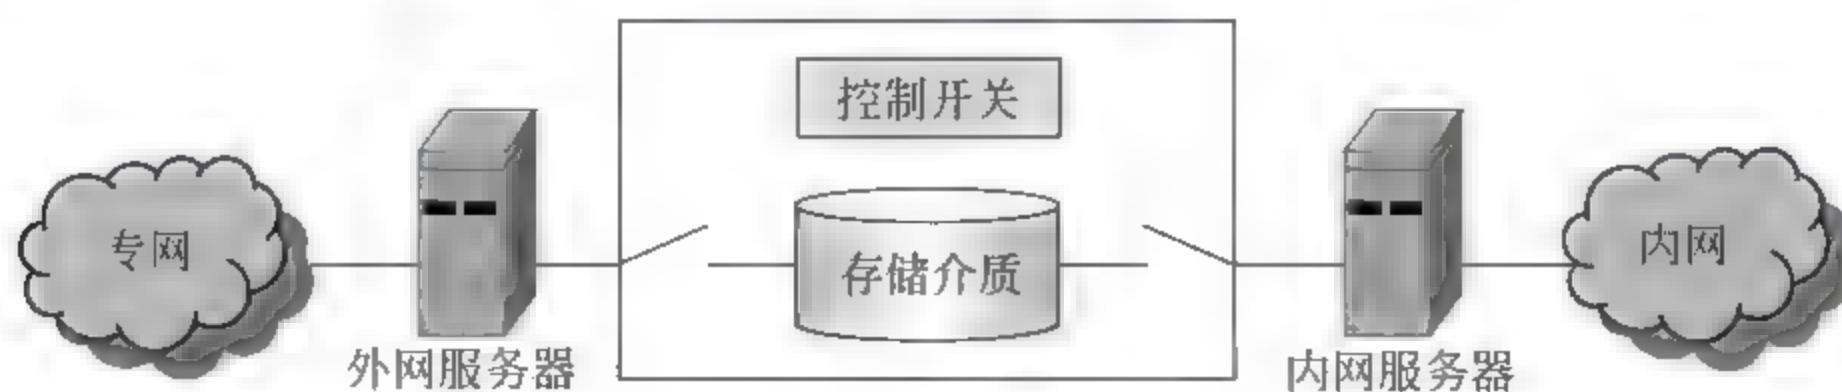 控制开关
专网
存储介质
内网
外网服务器
内网服务器